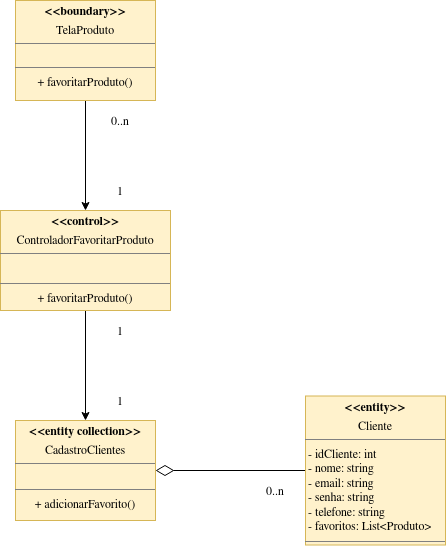 <<boundary>>
TelaProduto
+ favoritarProduto()
0..n
1
<<control>>
ControladorFavoritarProduto
+ favoritarProduto()
1
1
<<entity collection>>
CadastroClientes
+ adicionarFavorito()
0..n
<<entity>>
Cliente
- idCliente: int
- nome: string
- email: string
- senha: string
- telefone: string
- favoritos: List<Produto>